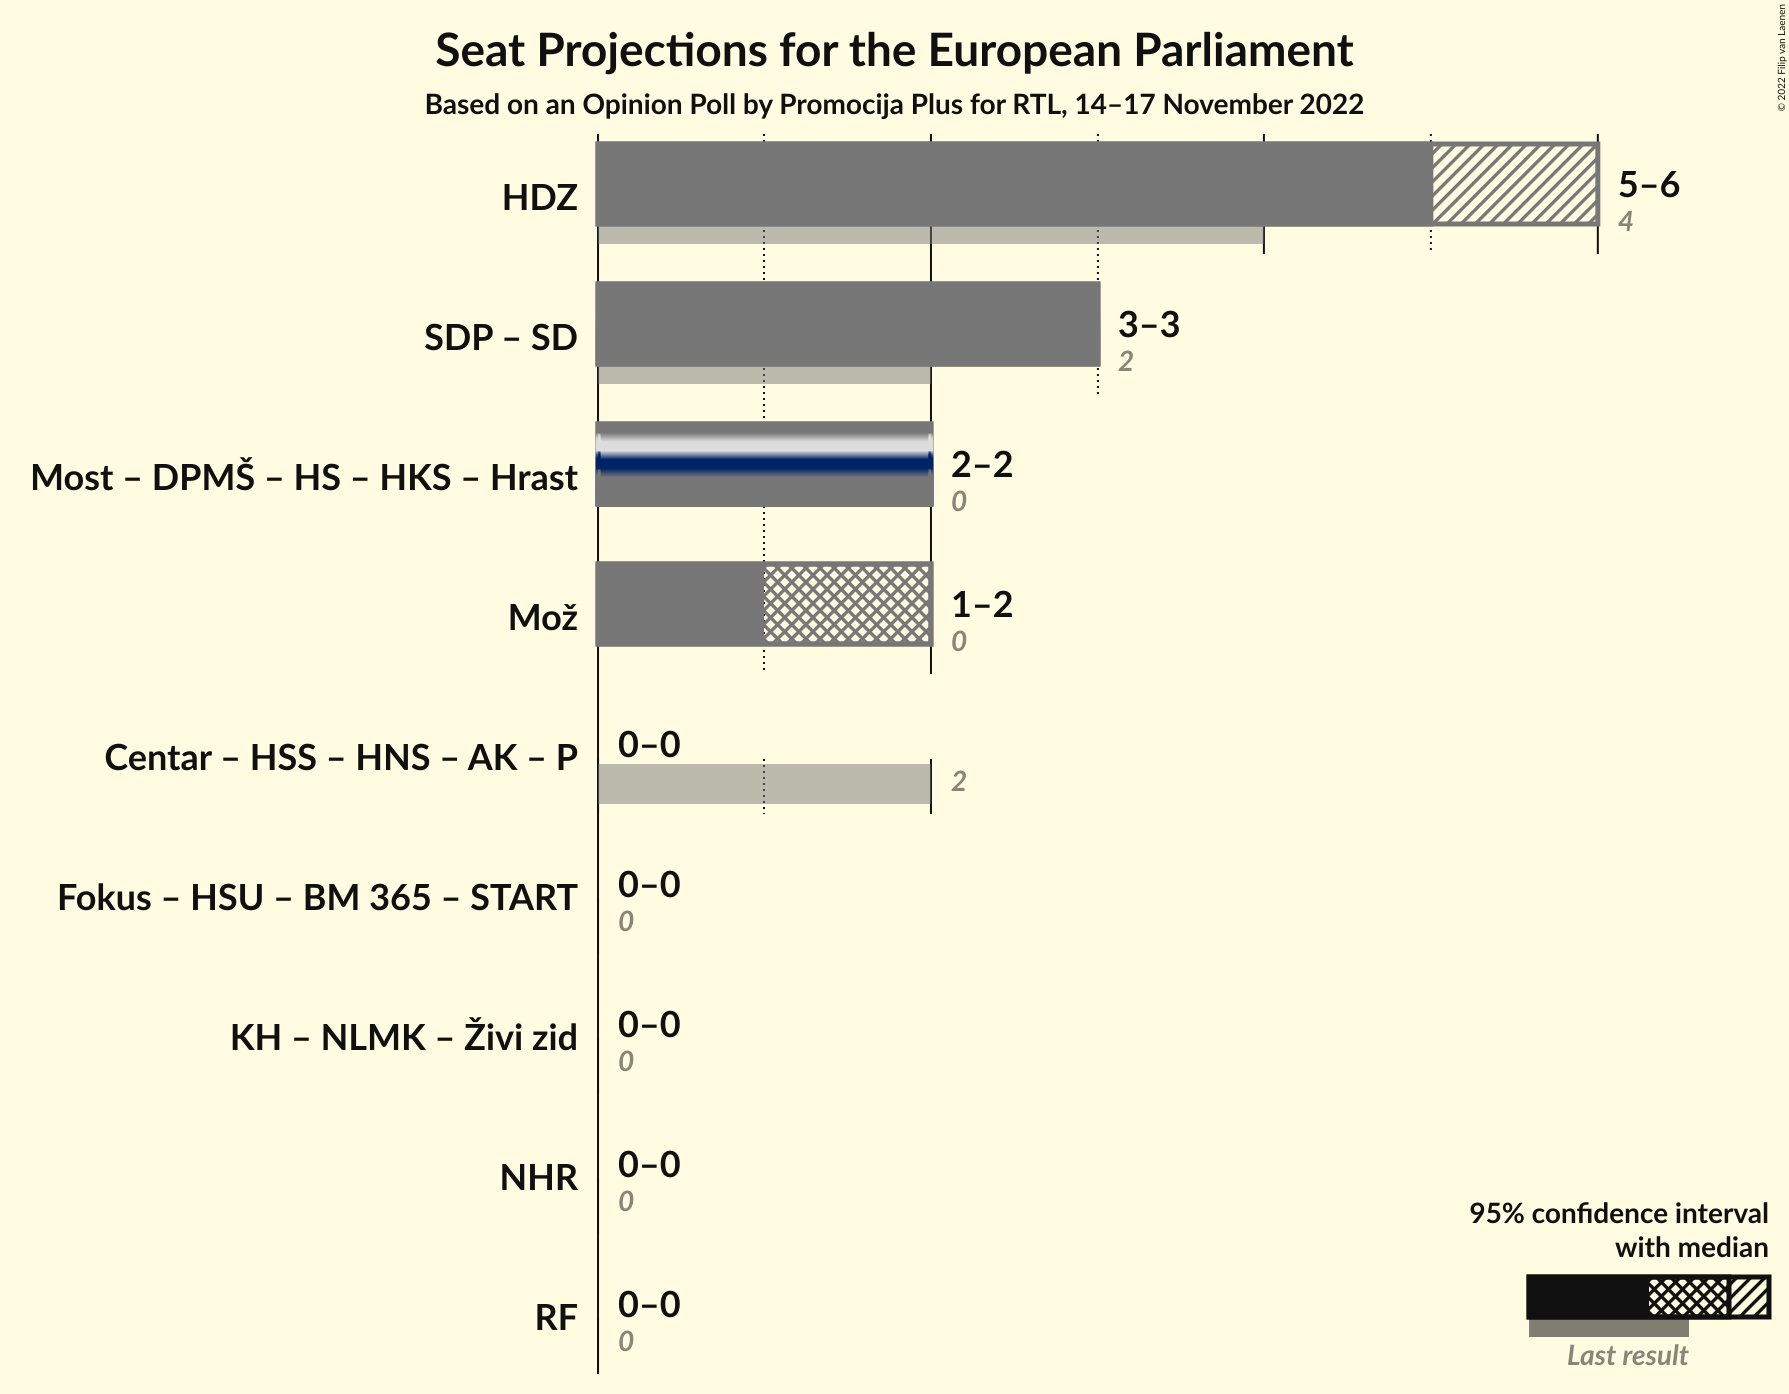 Seat Projections for the European Parliament
Based on an Opinion Poll by Promocija Plus for RTL, 14–17 November 2022
© 2022 Filip van Laenen
HDZ
5–6
4
SDP – SD
3–3
2
Most – DPMŠ – HS – HKS – Hrast
2–2
0
Mož
1–2
0
Centar – HSS – HNS – AK – P
0–0
2
Fokus – HSU – BM 365 – START
0–0
0
KH – NLMK – Živi zid
0–0
0
NHR
0–0
0
RF
0–0
0
95% confidence interval
with median
Last result